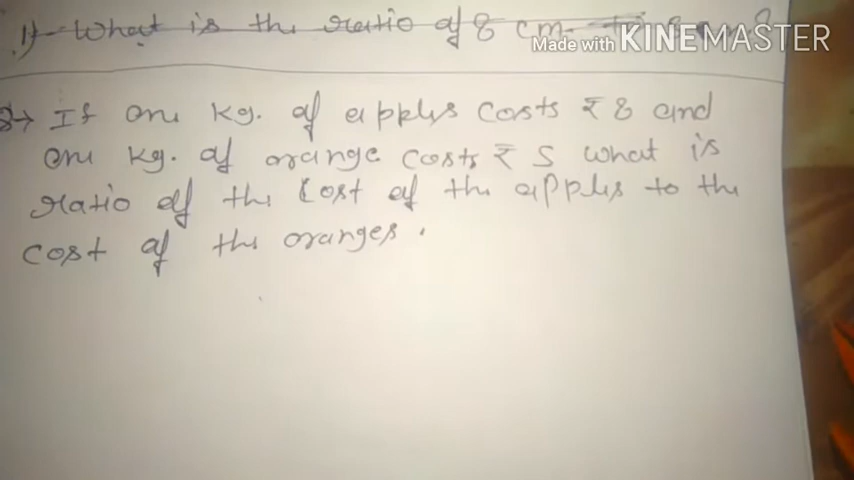 1) What is the ratio of 8 cm
Made with KINEMASTER
Q→ If one kg. of apples costs ₹ 8 and
one kg. of orange costs ₹ 5 what is
ratio of the cost of the apples to the
cost of the oranges.